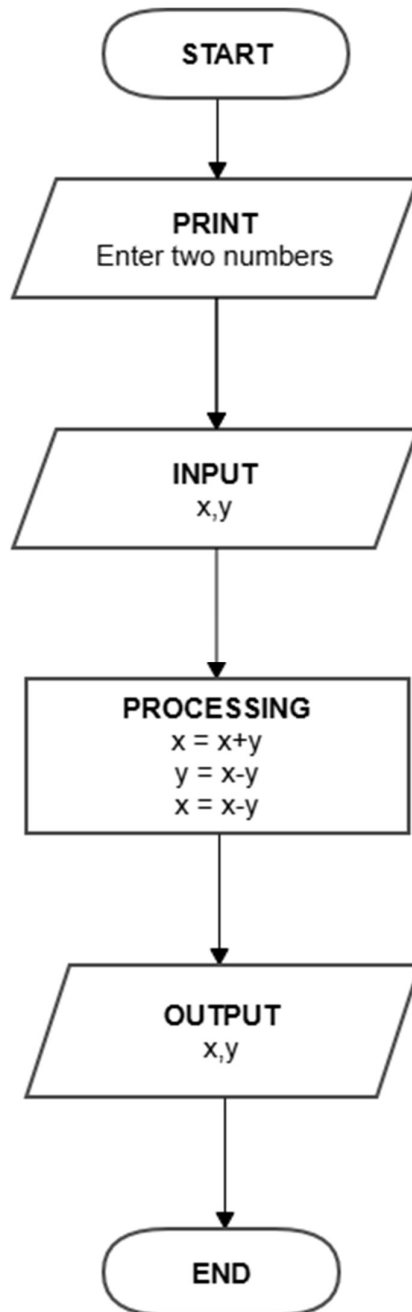 START
PRINT
Enter two numbers
INPUT
x,y
PROCESSING
x = x+y
y = x-y
x = x-y
OUTPUT
x,y
END